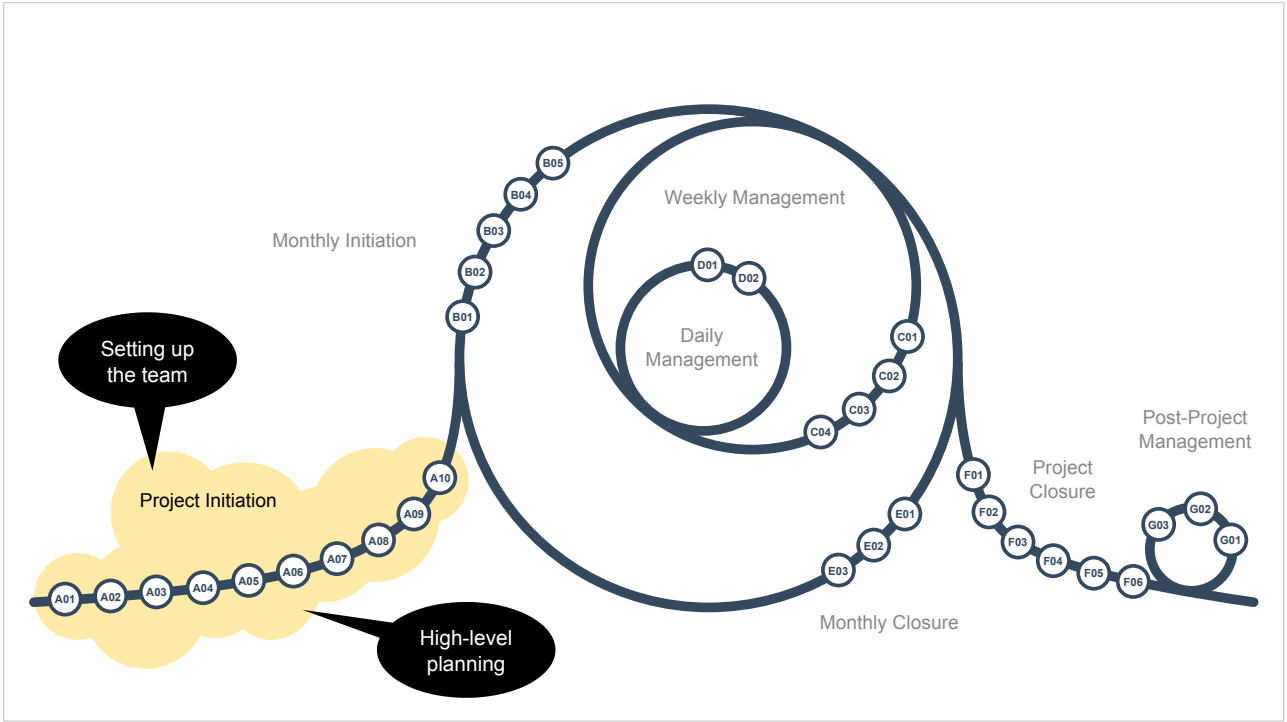 Monthly Initiation
B01
B02
B03
B04
B05
Weekly Management
D01
D02
Daily
Management
C01
C02
C03
C04
Setting up
the team
Project Initiation
A01
A02
A03
A04
A05
A06
A07
A08
A09
A10
High-level
planning
E01
E02
E03
Monthly Closure
Project
Closure
F01
F02
F03
F04
F05
F06
Post-Project
Management
G01
G02
G03